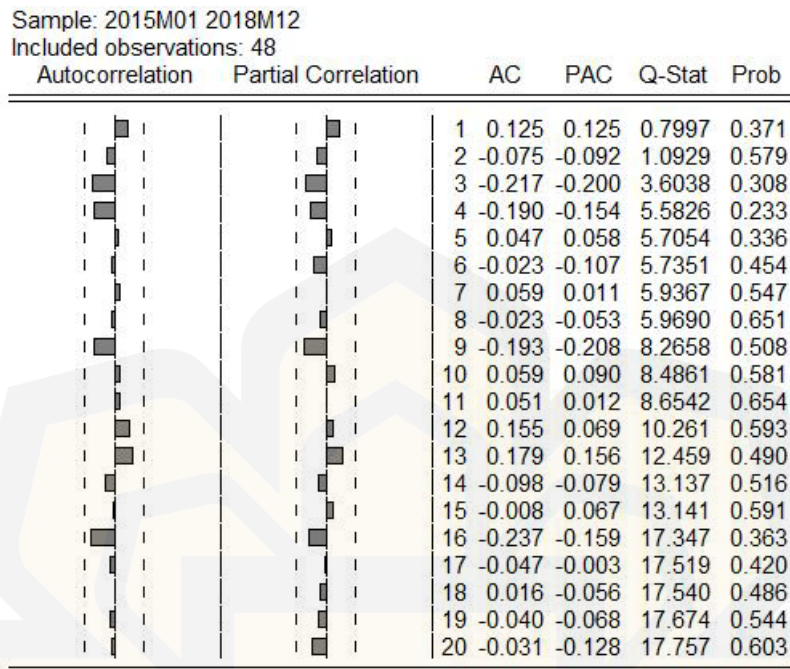 Sample: 2015M01 2018M12
Included observations: 48
Autocorrelation Partial Correlation AC PAC Q-Stat Prob
1 0.125 0.125 0.7997 0.371
2 -0.075 -0.092 1.0929 0.579
3 -0.217 -0.200 3.6038 0.308
4 -0.190 -0.154 5.5826 0.233
5 0.047 0.058 5.7054 0.336
6 -0.023 -0.107 5.7351 0.454
7 0.059 0.011 5.9367 0.547
8 -0.023 -0.053 5.9690 0.651
9 -0.193 -0.208 8.2658 0.508
10 0.059 0.090 8.4861 0.581
11 0.051 0.012 8.6542 0.654
12 0.155 0.069 10.261 0.593
13 0.179 0.156 12.459 0.490
14 -0.098 -0.079 13.137 0.516
15 -0.008 0.067 13.141 0.591
16 -0.237 -0.159 17.347 0.363
17 -0.047 -0.003 17.519 0.420
18 0.016 -0.056 17.540 0.486
19 -0.040 -0.068 17.674 0.544
20 -0.031 -0.128 17.757 0.603